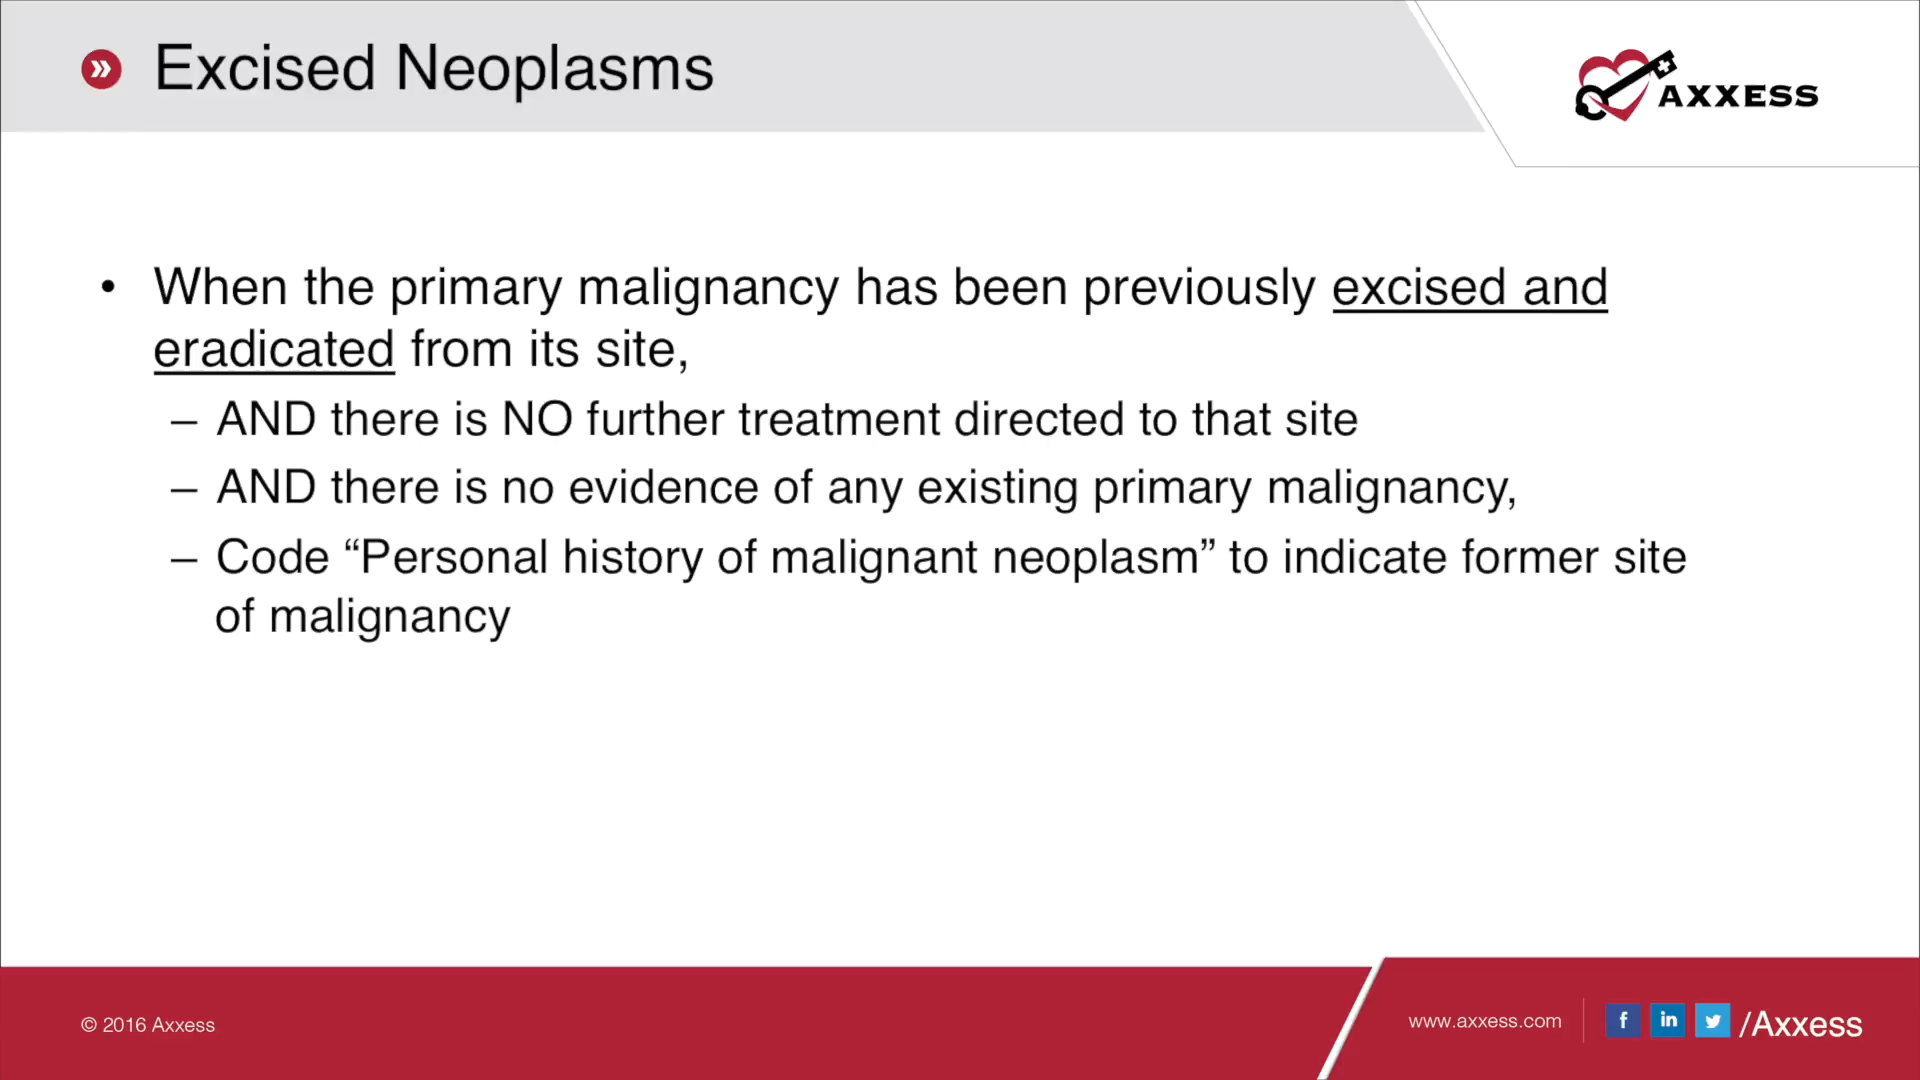 Excised Neoplasms
AXXESS
• When the primary malignancy has been previously excised and
eradicated from its site,
– AND there is NO further treatment directed to that site
– AND there is no evidence of any existing primary malignancy,
– Code “Personal history of malignant neoplasm” to indicate former site
of malignancy
© 2016 Axxess
www.axxess.com
/Axxess